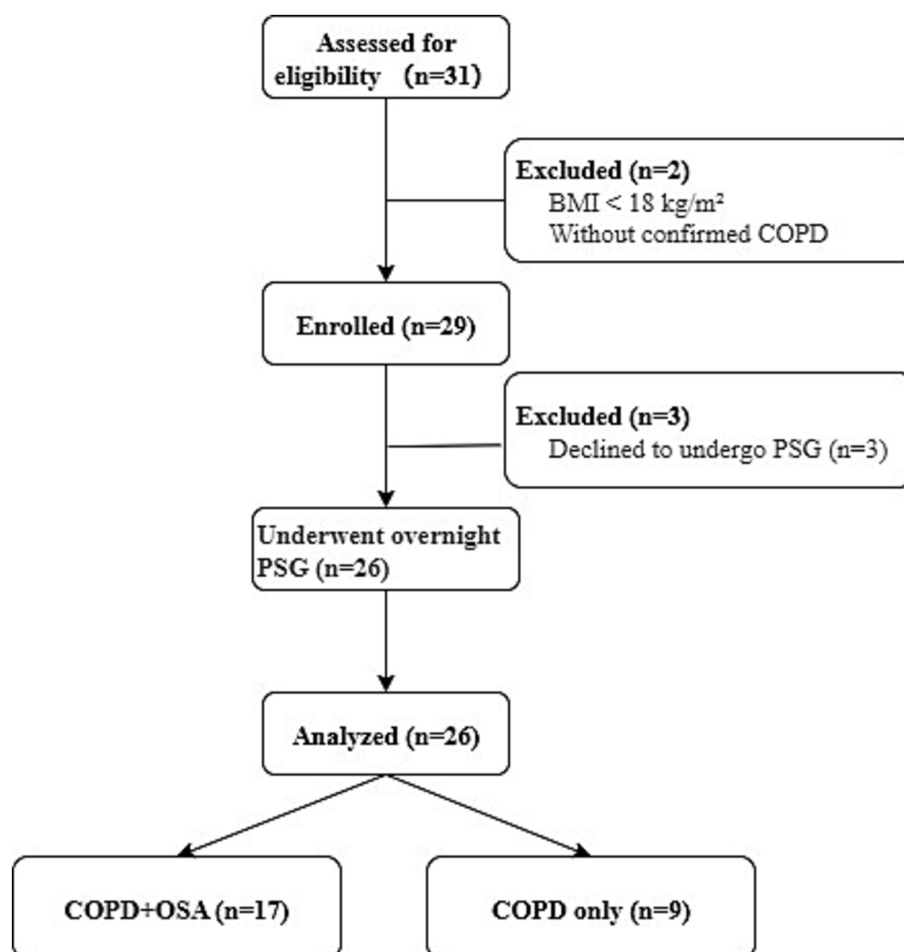 Assessed for
eligibility (n=31)
Excluded (n=2)
BMI < 18 kg/m²
Without confirmed COPD
Enrolled (n=29)
Excluded (n=3)
Declined to undergo PSG (n=3)
Underwent overnight
PSG (n=26)
Analyzed (n=26)
COPD+OSA (n=17)
COPD only (n=9)